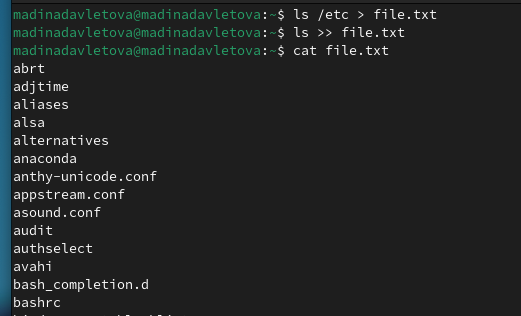 madinadavletova@madinadavletova:~$ ls /etc > file.txt
madinadavletova@madinadavletova:~$ ls >> file.txt
madinadavletova@madinadavletova:~$ cat file.txt
abrt
adjtime
aliases
alsa
alternatives
anaconda
anthy-unicode.conf
appstream.conf
asound.conf
audit
authselect
avahi
bash_completion.d
bashrc